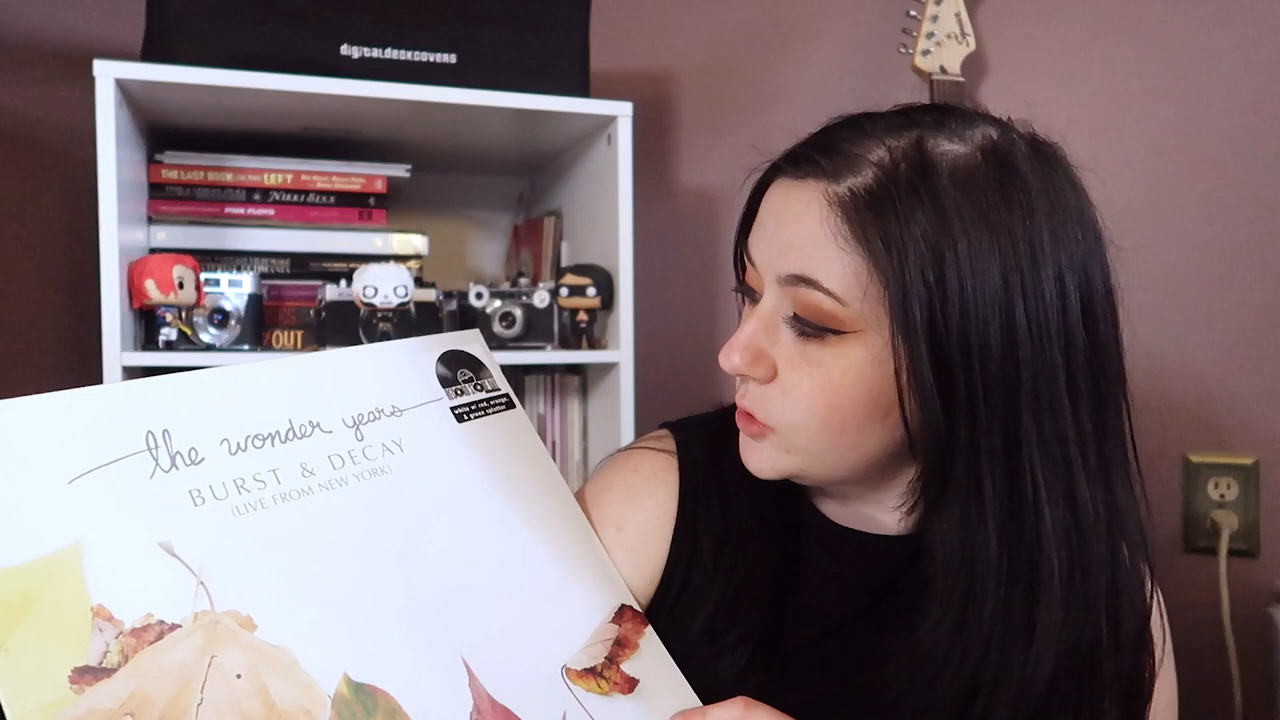 digitaldeckcovers
THE LAST BOOK ON THE LEFT
NIKKI SIXX
PINK FLOYD
OUT
Squier
the wonder years
BURST & DECAY
(LIVE FROM NEW YORK)
white w/ red, orange,
& green splatter